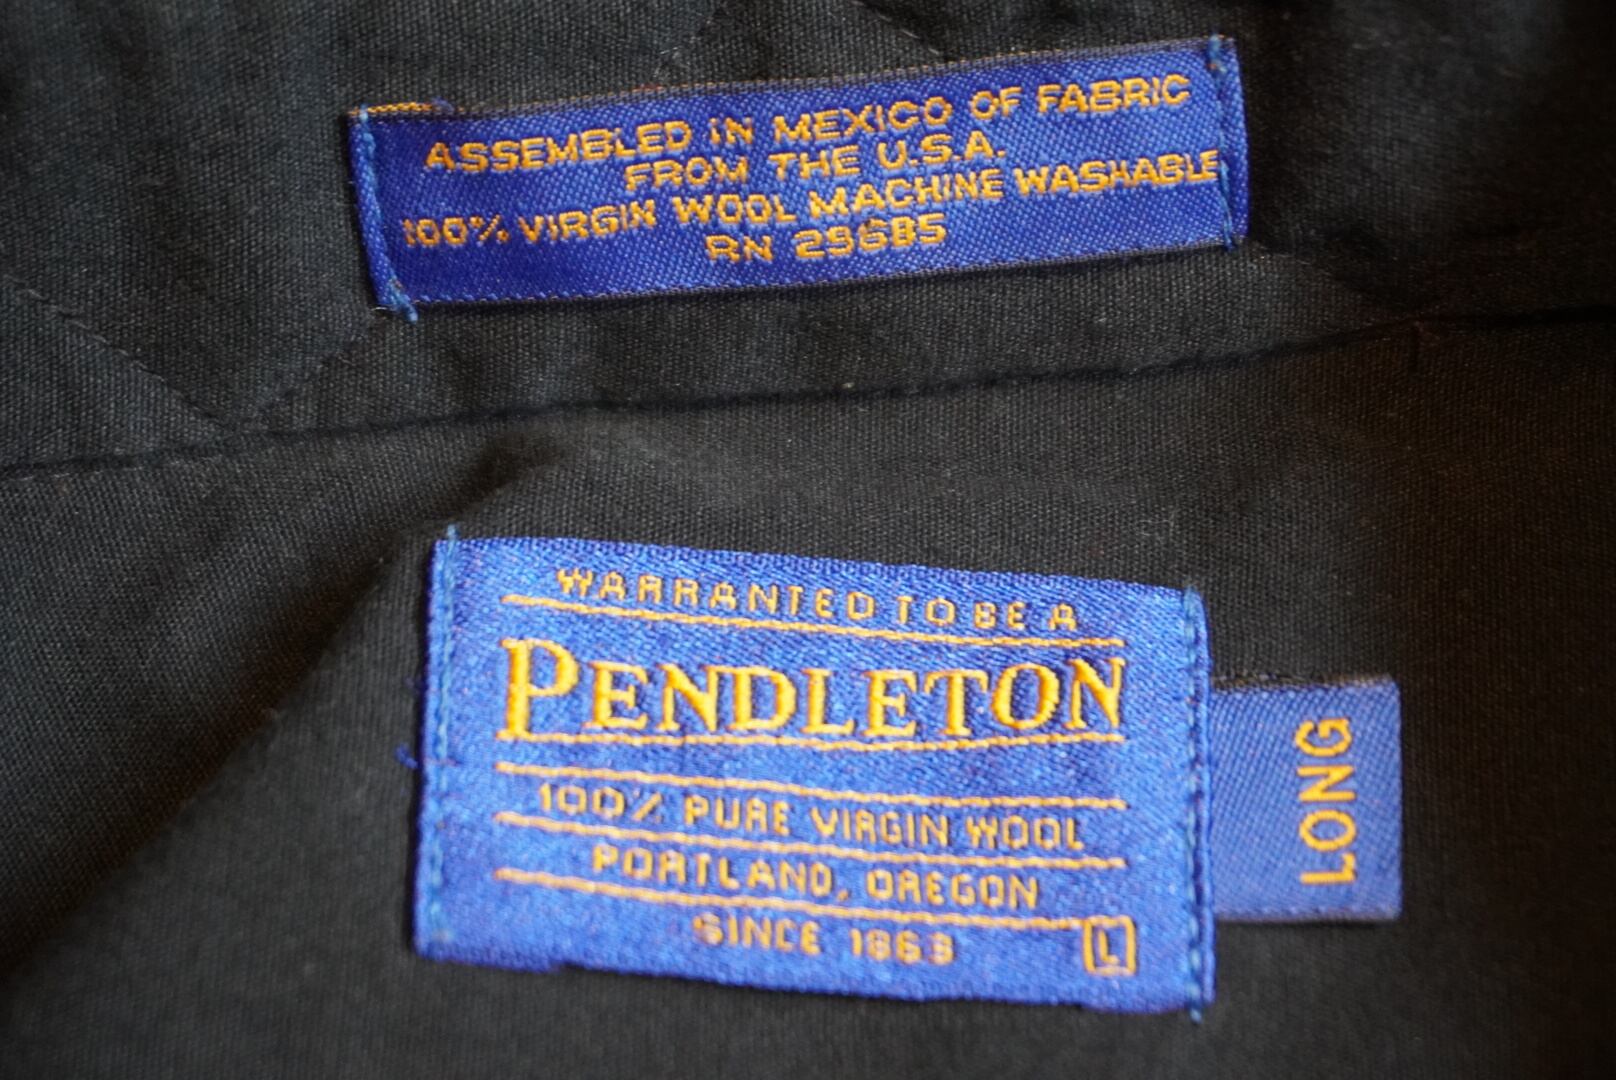 ASSEMBLED IN MEXICO OF FABRIC
FROM THE U.S.A.
100% VIRGIN WOOL MACHINE WASHABLE
RN 29685
WARRANTED TO BE A
PENDLETON
100% PURE VIRGIN WOOL
PORTLAND, OREGON
SINCE 1863
L
LONG